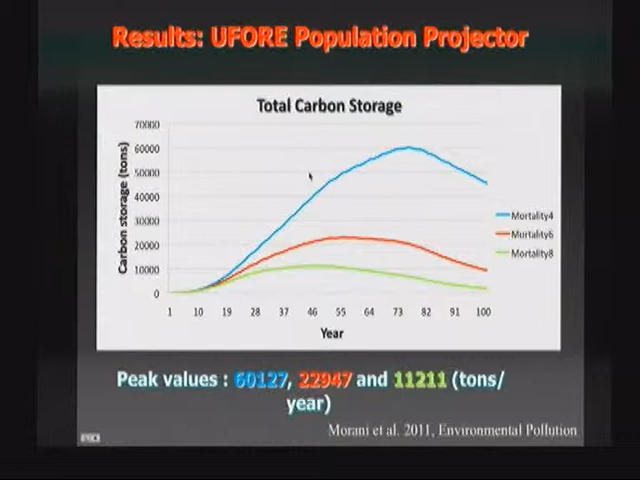 Results: UFORE Population Projector
Total Carbon Storage
Carbon storage (tons)
70000
60000
50000
40000
30000
20000
10000
0
1 10 19 28 37 46 55 64 73 82 91 100
Year
Mortality4
Mortality6
Mortality8
Peak values : 60127, 22947 and 11211 (tons/
year)
Morani et al. 2011, Environmental Pollution